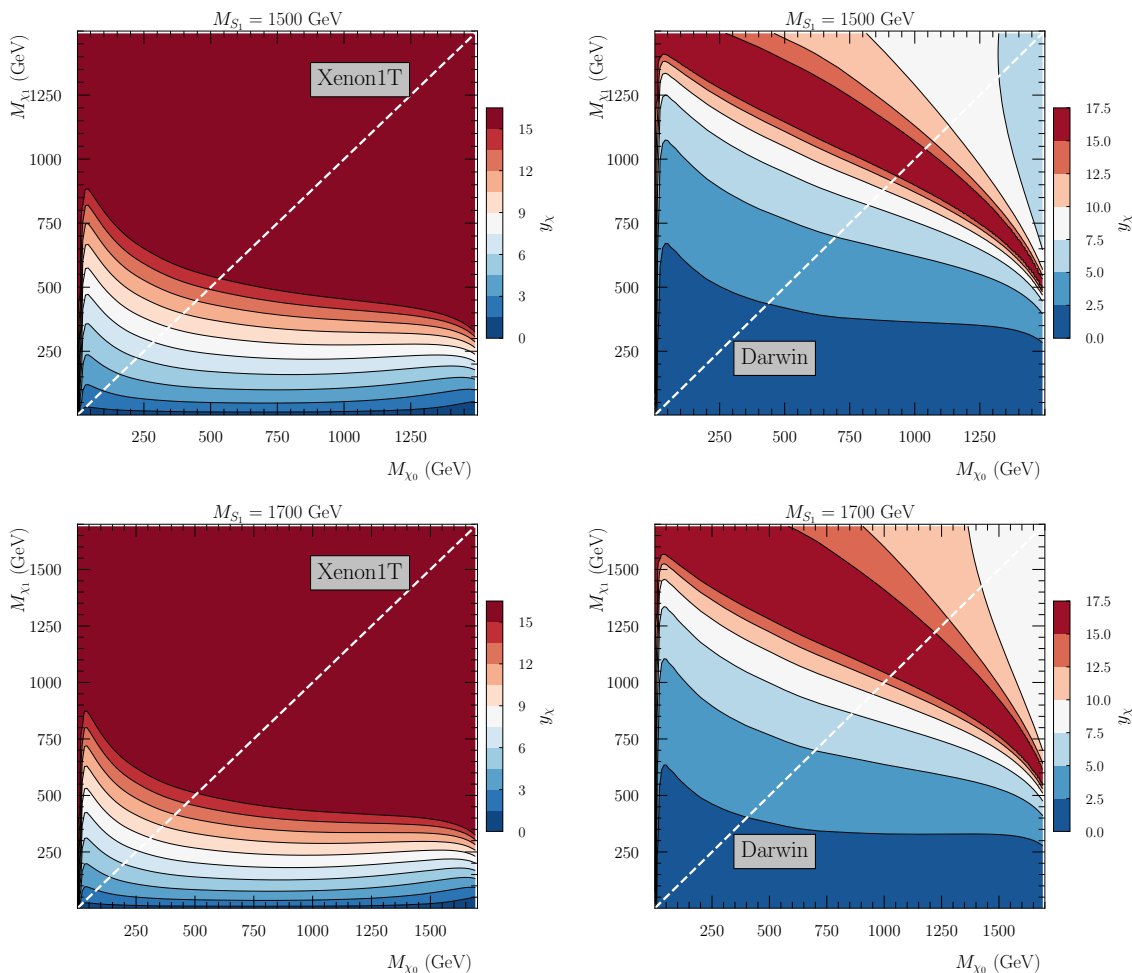 M_{S_1} = 1500 GeV
M_{χ_1} (GeV)
1250
1000
750
500
250
250 500 750 1000 1250
M_{χ_0} (GeV)
Xenon1T
15
12
9
6
3
0
y_χ
M_{S_1} = 1500 GeV
M_{χ_1} (GeV)
1250
1000
750
500
250
250 500 750 1000 1250
M_{χ_0} (GeV)
Darwin
17.5
15.0
12.5
10.0
7.5
5.0
2.5
0.0
y_χ
M_{S_1} = 1700 GeV
M_{χ_1} (GeV)
1500
1250
1000
750
500
250
250 500 750 1000 1250 1500
M_{χ_0} (GeV)
Xenon1T
15
12
9
6
3
0
y_χ
M_{S_1} = 1700 GeV
M_{χ_1} (GeV)
1500
1250
1000
750
500
250
250 500 750 1000 1250 1500
M_{χ_0} (GeV)
Darwin
17.5
15.0
12.5
10.0
7.5
5.0
2.5
0.0
y_χ